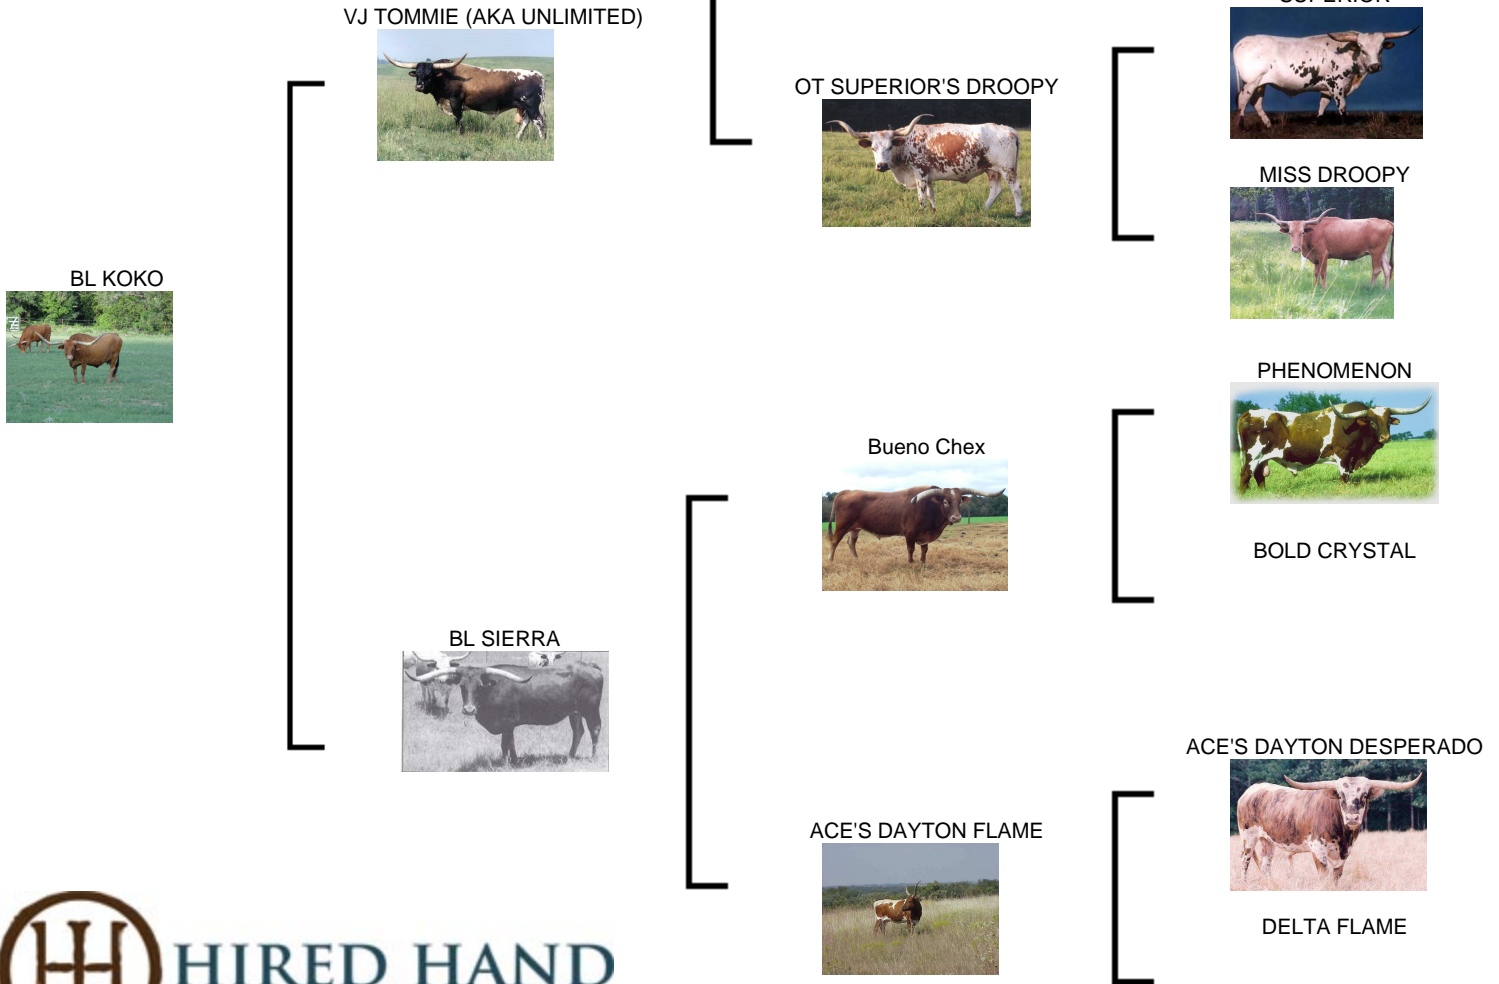 SUPERIOR
VJ TOMMIE (AKA UNLIMITED)
OT SUPERIOR'S DROOPY
MISS DROOPY
BL KOKO
PHENOMENON
Bueno Chex
BOLD CRYSTAL
BL SIERRA
ACE'S DAYTON DESPERADO
ACE'S DAYTON FLAME
DELTA FLAME
HIRED HAND